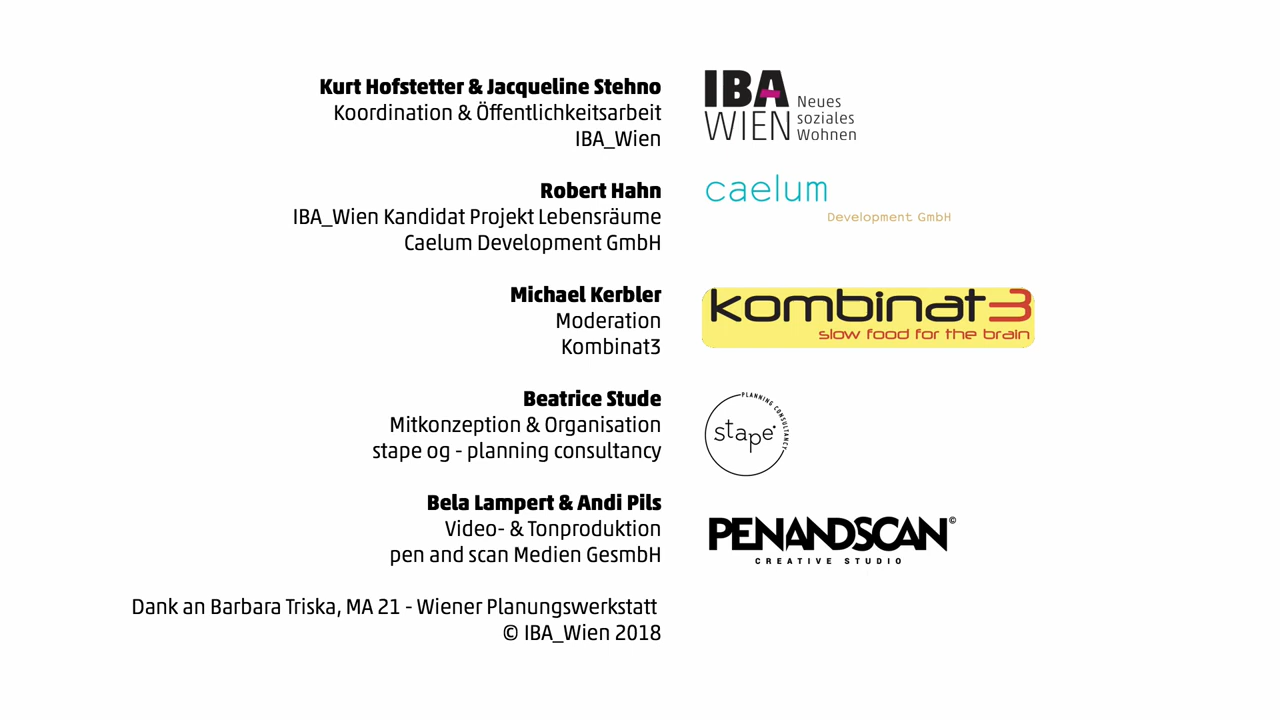 Kurt Hofstetter & Jacqueline Stehno
Koordination & Öffentlichkeitsarbeit
IBA_Wien
IBA
WIEN
Neues
soziales
Wohnen
Robert Hahn
IBA_Wien Kandidat Projekt Lebensräume
Caelum Development GmbH
caelum
Development GmbH
Michael Kerbler
Moderation
Kombinat3
kombinat3
slow food for the brain
Beatrice Stude
Mitkonzeption & Organisation
stape og - planning consultancy
PLANNING CONSULTANCY
stape
Bela Lampert & Andi Pils
Video- & Tonproduktion
pen and scan Medien GesmbH
PENANDSCAN©
CREATIVE STUDIO
Dank an Barbara Triska, MA 21 - Wiener Planungswerkstatt
© IBA_Wien 2018